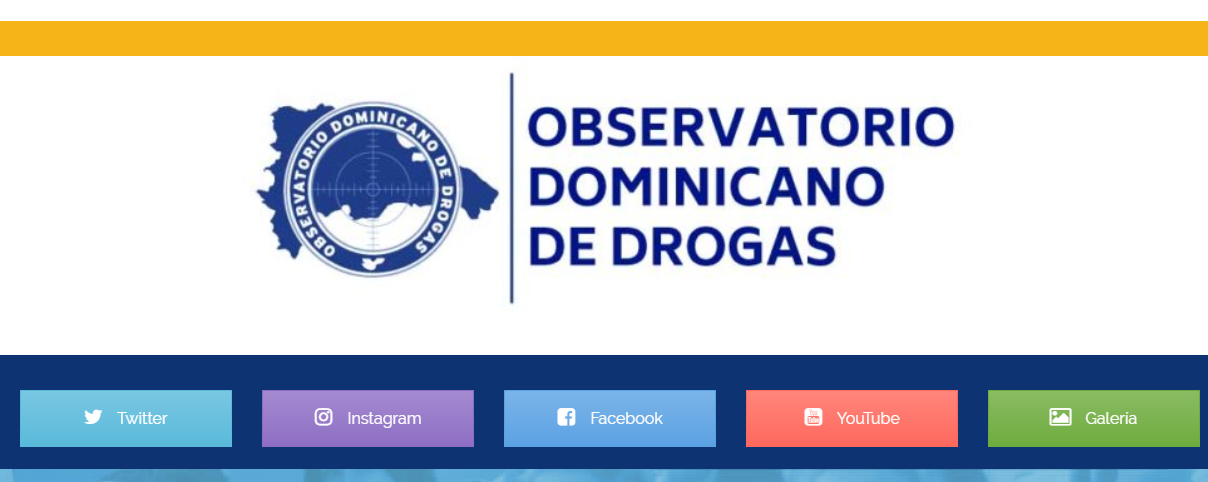 OBSERVATORIO DOMINICANO DE DROGAS
OBSERVATORIO
DOMINICANO
DE DROGAS
Twitter
Instagram
Facebook
YouTube
Galeria